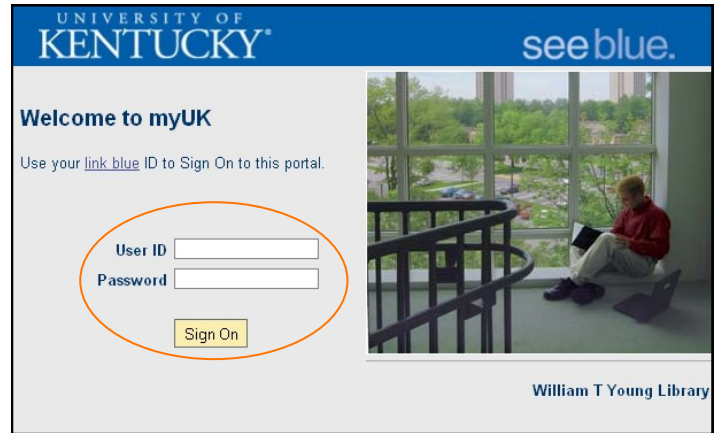 UNIVERSITY OF
KENTUCKY®
see blue.
Welcome to myUK
Use your link blue ID to Sign On to this portal.
User ID
Password
Sign On
William T Young Library